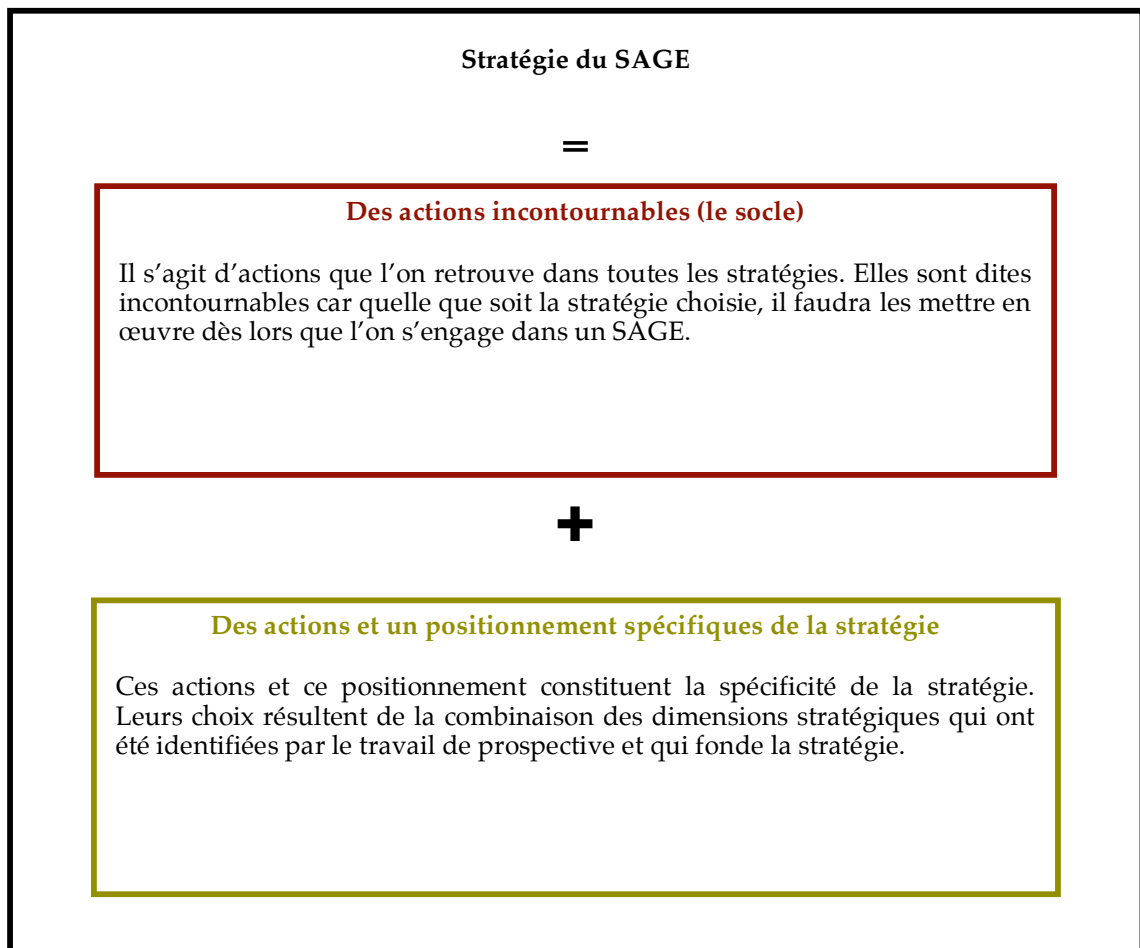 Stratégie du SAGE
=
Des actions incontournables (le socle)
Il s’agit d’actions que l’on retrouve dans toutes les stratégies. Elles sont dites
incontournables car quelle que soit la stratégie choisie, il faudra les mettre en
œuvre dès lors que l’on s’engage dans un SAGE.
+
Des actions et un positionnement spécifiques de la stratégie
Ces actions et ce positionnement constituent la spécificité de la stratégie.
Leurs choix résultent de la combinaison des dimensions stratégiques qui ont
été identifiées par le travail de prospective et qui fonde la stratégie.